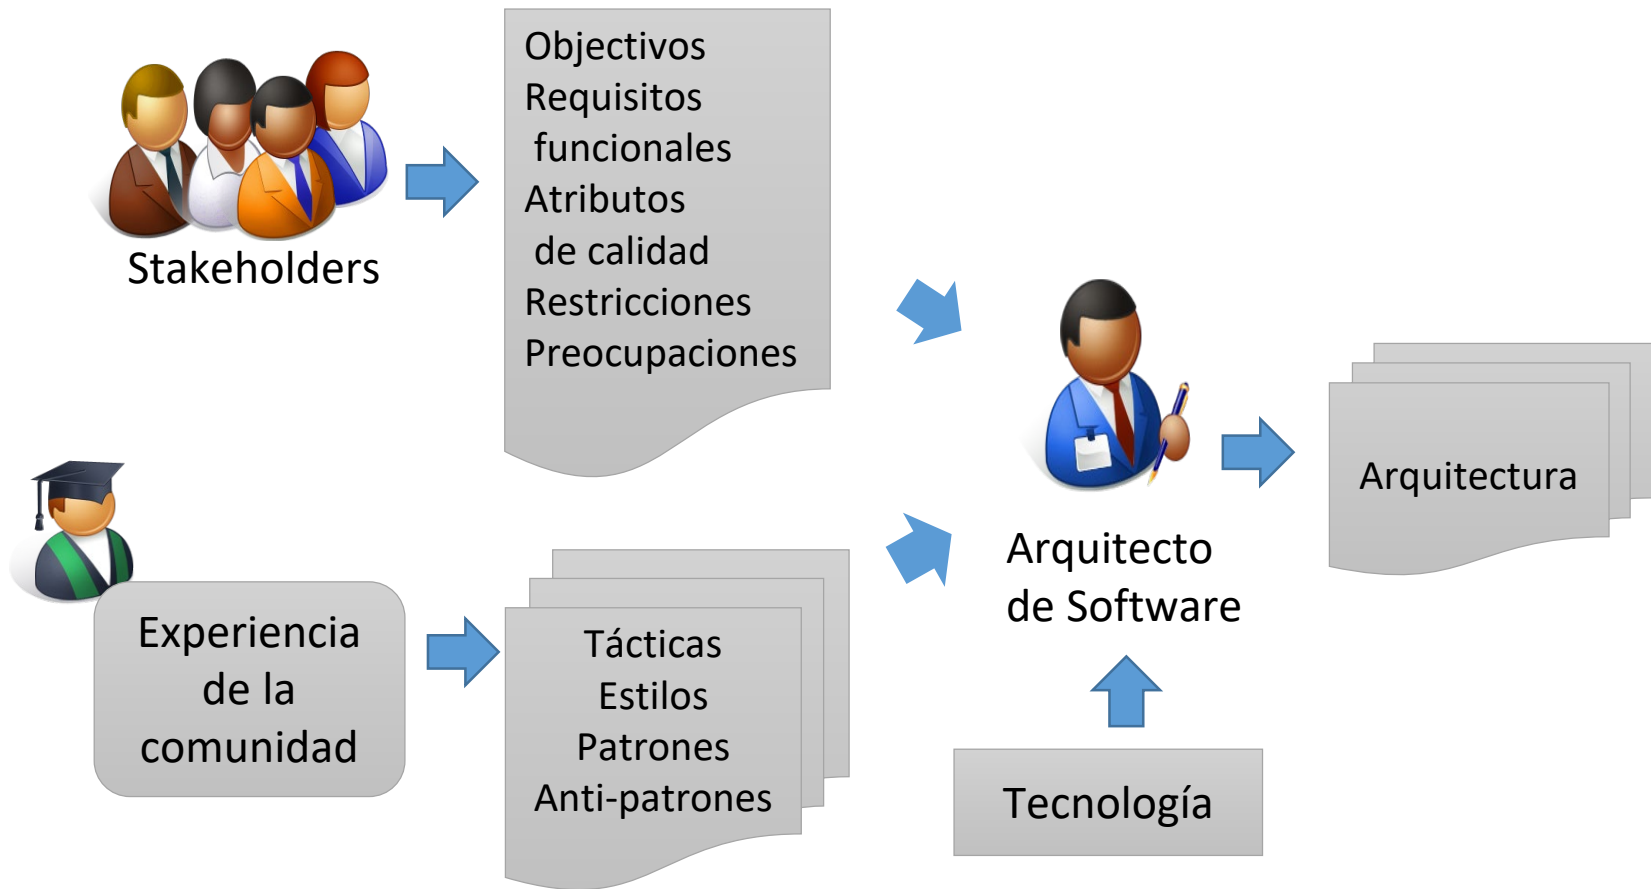 Stakeholders
Objectivos
Requisitos
funcionales
Atributos
de calidad
Restricciones
Preocupaciones
Experiencia
de la
comunidad
Tácticas
Estilos
Patrones
Anti-patrones
Arquitecto
de Software
Tecnología
Arquitectura